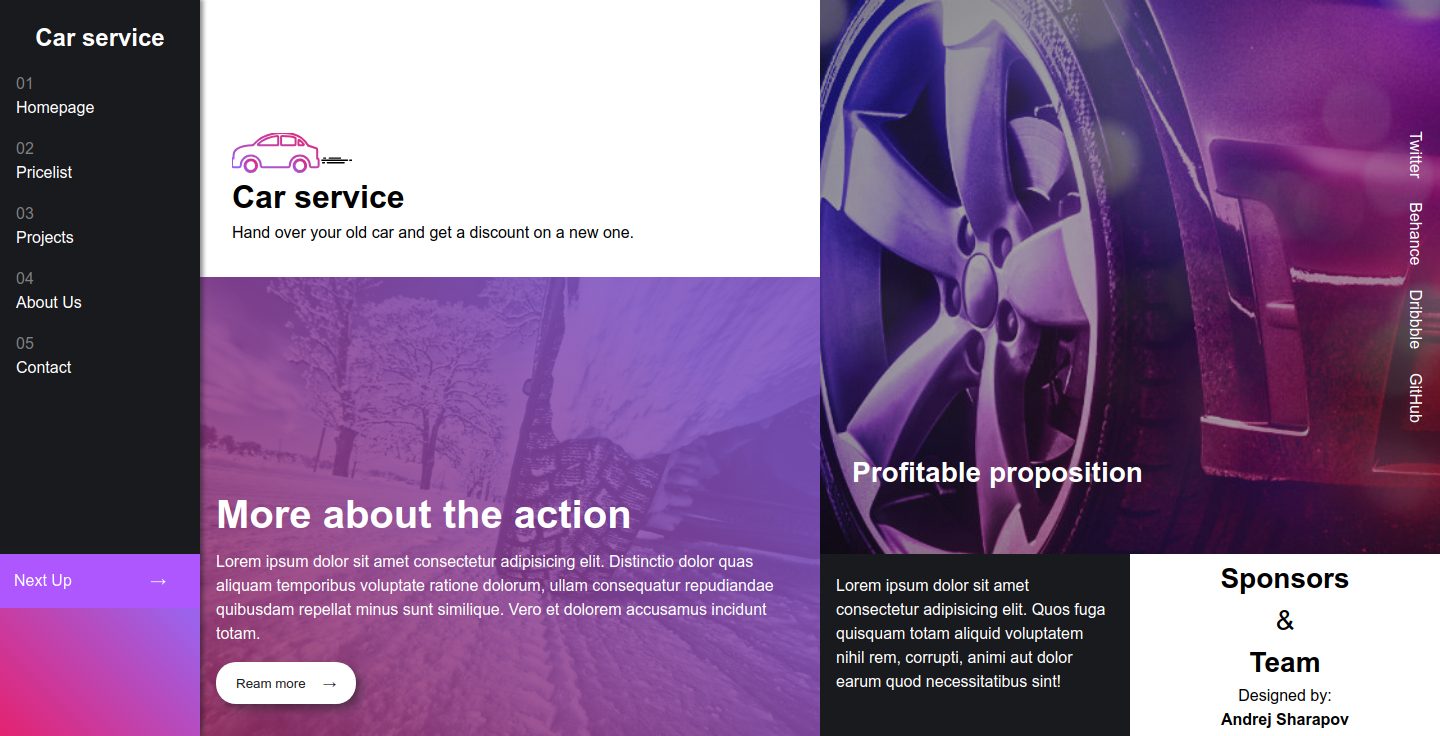 Car service
01
Homepage
02
Pricelist
03
Projects
04
About Us
05
Contact
Next Up →
Car service
Hand over your old car and get a discount on a new one.
More about the action
Lorem ipsum dolor sit amet consectetur adipisicing elit. Distinctio dolor quas
aliquam temporibus voluptate ratione dolorum, ullam consequatur repudiandae
quibusdam repellat minus sunt similique. Vero et dolorem accusamus incidunt
totam.
Ream more →
Twitter
Behance
Dribbble
GitHub
Profitable proposition
Lorem ipsum dolor sit amet
consectetur adipisicing elit. Quos fuga
quisquam totam aliquid voluptatem
nihil rem, corrupti, animi aut dolor
earum quod necessitatibus sint!
Sponsors
&
Team
Designed by:
Andrej Sharapov